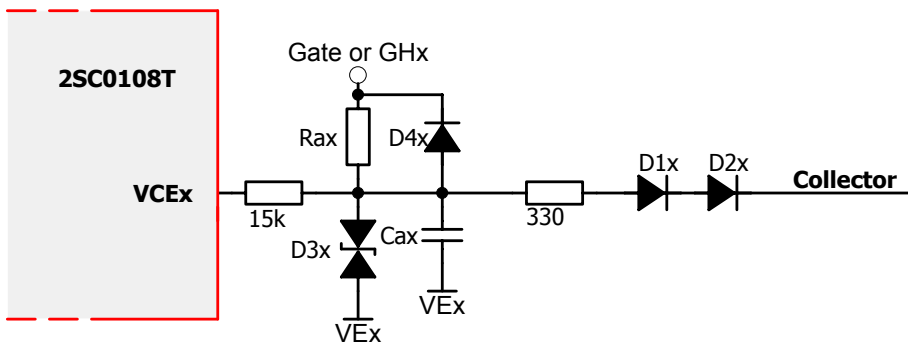 Gate or GHx
2SC0108T
Rax
D4x
D1x
D2x
VCEx
Collector
15k
330
D3x
Cax
VEx
VEx